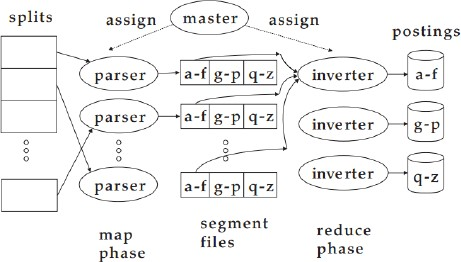 splits
assign
master
assign
postings
parser
a-f g-p q-z
inverter
a-f
parser
a-f g-p q-z
inverter
g-p
parser
a-f g-p q-z
inverter
q-z
map
phase
segment
files
reduce
phase